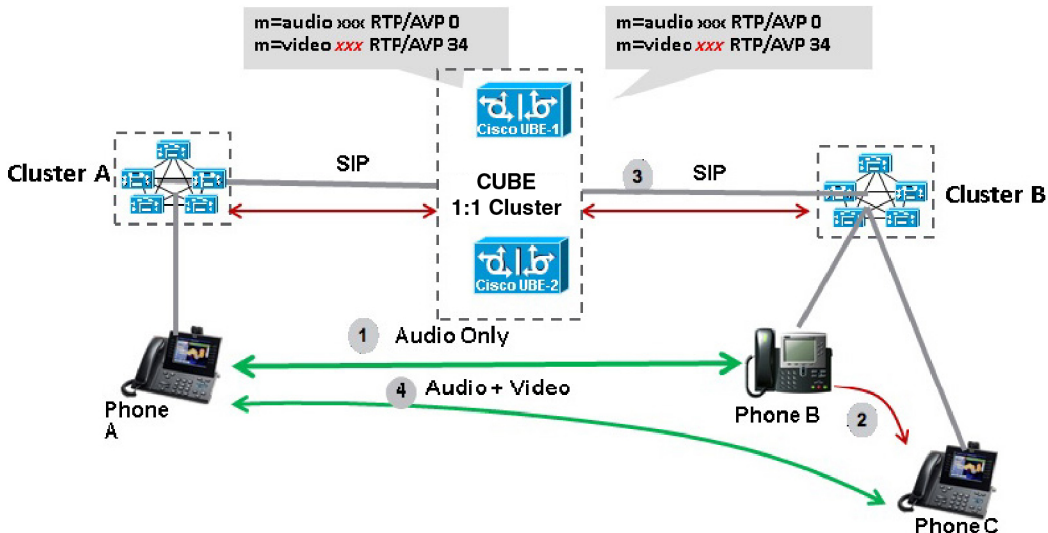 m=audio xxx RTP/AVP 0
m=video xxx RTP/AVP 34
m=audio xxx RTP/AVP 0
m=video xxx RTP/AVP 34
Cisco UBE-1
Cluster A
SIP
CUBE
1:1 Cluster
3
SIP
Cluster B
Cisco UBE-2
1
Audio Only
4
Audio + Video
Phone
A
Phone B
2
Phone C